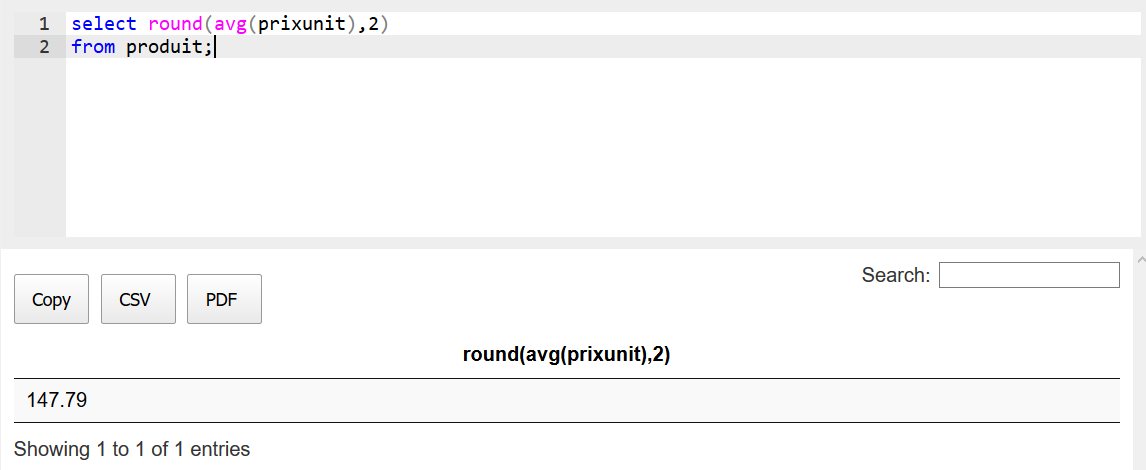 1 select round(avg(prixunit),2)
2 from produit;
Search:
Copy CSV PDF
round(avg(prixunit),2)
147.79
Showing 1 to 1 of 1 entries